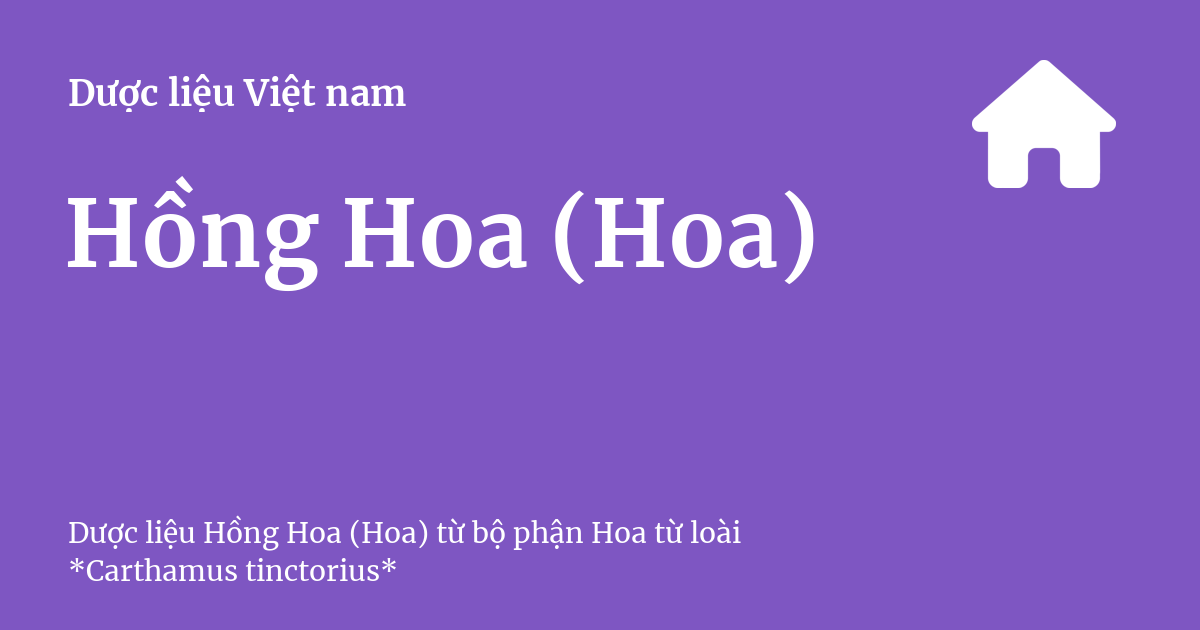 Dược liệu Việt nam
Hồng Hoa (Hoa)
Dược liệu Hồng Hoa (Hoa) từ bộ phận Hoa từ loài
*Carthamus tinctorius*